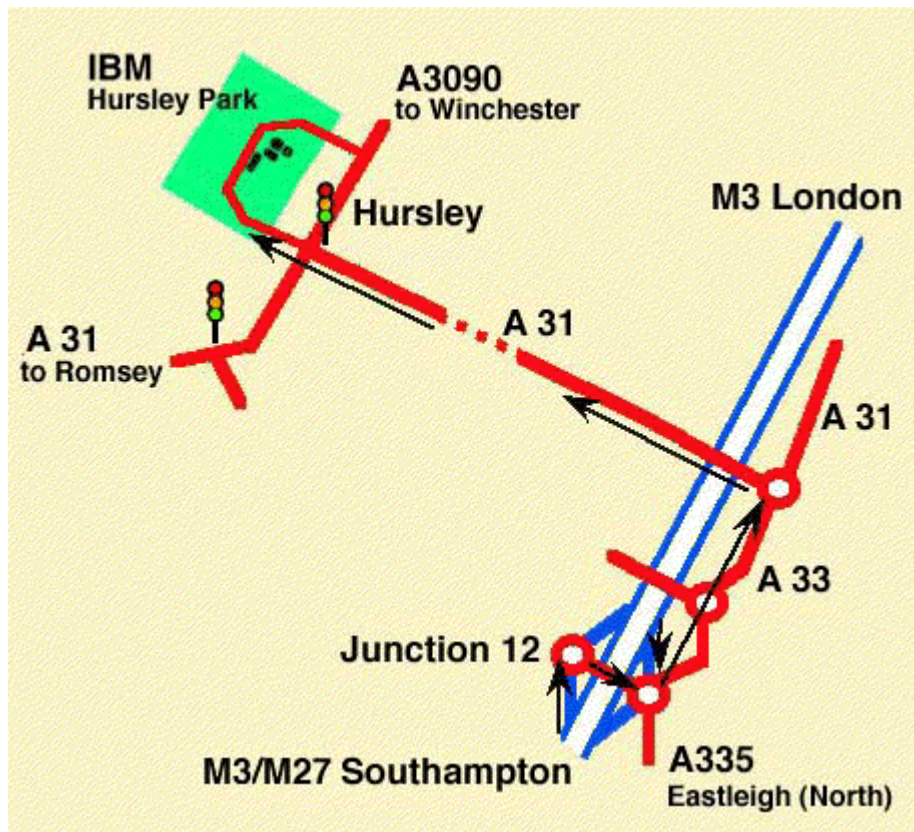 IBM
Hursley Park
A3090
to Winchester
M3 London
Hursley
A 31
A 31
to Romsey
A 31
A 33
Junction 12
M3/M27 Southampton
A335
Eastleigh (North)